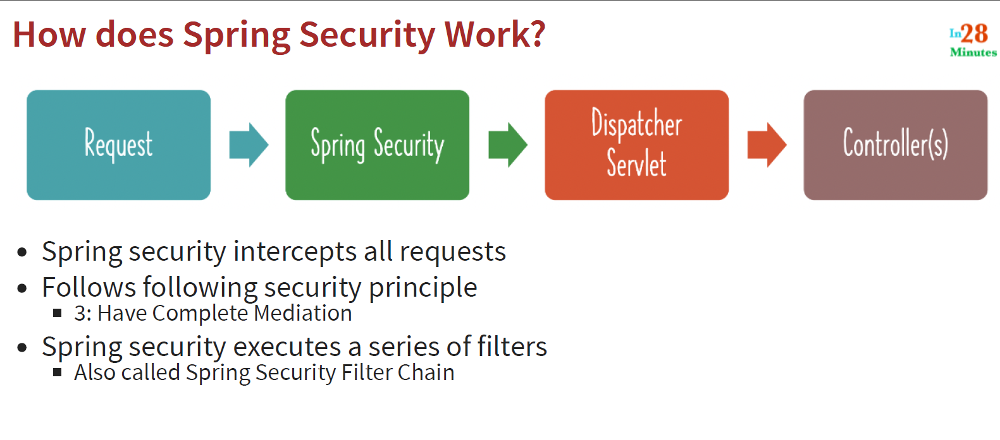 How does Spring Security Work?
In28
Minutes
Request
Spring Security
Dispatcher
Servlet
Controller(s)
Spring security intercepts all requests
Follows following security principle
3: Have Complete Mediation
Spring security executes a series of filters
Also called Spring Security Filter Chain